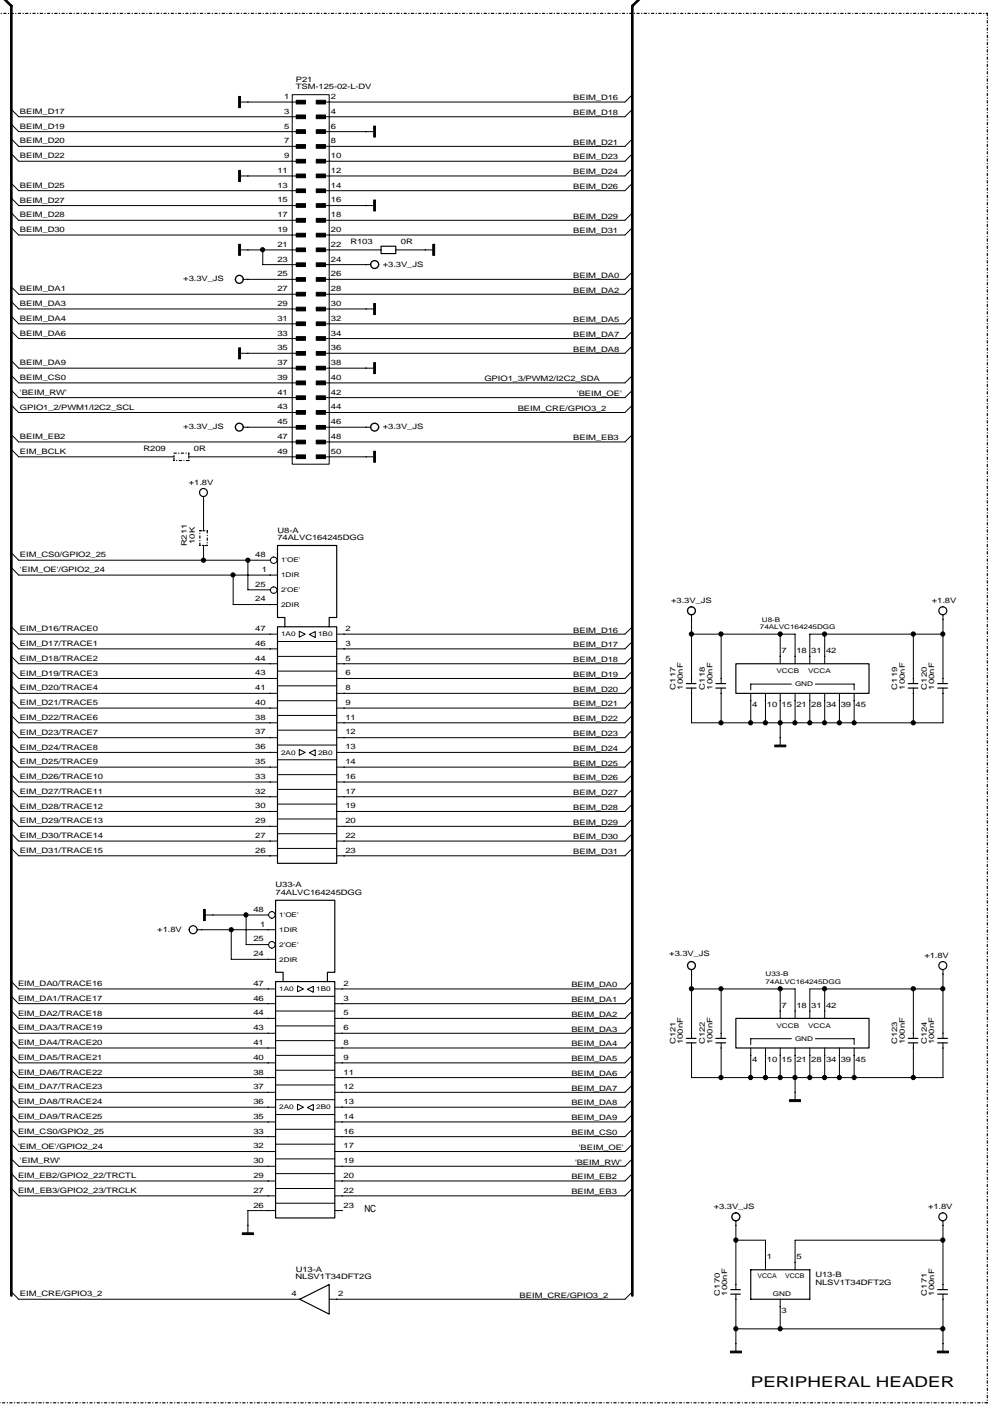 P21
TSM-125-02-L-DV
1 2 BEIM_D16
BEIM_D17 3 4 BEIM_D18
BEIM_D19 5 6
BEIM_D20 7 8 BEIM_D21
BEIM_D22 9 10 BEIM_D23
11 12 BEIM_D24
BEIM_D25 13 14 BEIM_D26
BEIM_D27 15 16
BEIM_D28 17 18 BEIM_D29
BEIM_D30 19 20 BEIM_D31
21 22 R103 0R
23 24 +3.3V_JS
+3.3V_JS 25 26 BEIM_DA0
BEIM_DA1 27 28 BEIM_DA2
BEIM_DA3 29 30
BEIM_DA4 31 32 BEIM_DA5
BEIM_DA6 33 34 BEIM_DA7
35 36 BEIM_DA8
BEIM_DA9 37 38
BEIM_CS0 39 40 GPIO1_3/PWM2/I2C2_SDA
'BEIM_RW' 41 42 'BEIM_OE'
GPIO1_2/PWM1/I2C2_SCL 43 44 BEIM_CRE/GPIO3_2
+3.3V_JS 45 46 +3.3V_JS
BEIM_EB2 47 48 BEIM_EB3
EIM_BCLK R209 0R 49 50
+1.8V
R211
10K
U8-A
74ALVC164245DGG
EIM_CS0/GPIO2_25 48 1'OE'
'EIM_OE'/GPIO2_24 1 1DIR
25 2'OE'
24 2DIR
EIM_D16/TRACE0 47 1A0 1B0 2 BEIM_D16
EIM_D17/TRACE1 46 3 BEIM_D17
EIM_D18/TRACE2 44 5 BEIM_D18
EIM_D19/TRACE3 43 6 BEIM_D19
EIM_D20/TRACE4 41 8 BEIM_D20
EIM_D21/TRACE5 40 9 BEIM_D21
EIM_D22/TRACE6 38 11 BEIM_D22
EIM_D23/TRACE7 37 12 BEIM_D23
EIM_D24/TRACE8 36 2A0 2B0 13 BEIM_D24
EIM_D25/TRACE9 35 14 BEIM_D25
EIM_D26/TRACE10 33 16 BEIM_D26
EIM_D27/TRACE11 32 17 BEIM_D27
EIM_D28/TRACE12 30 19 BEIM_D28
EIM_D29/TRACE13 29 20 BEIM_D29
EIM_D30/TRACE14 27 22 BEIM_D30
EIM_D31/TRACE15 26 23 BEIM_D31
+3.3V_JS +1.8V
U8-B
74ALVC164245DGG
7 18 31 42
VCCB VCCA
GND
4 10 15 21 28 34 39 45
C117
100nF
C118
100nF
C119
100nF
C120
100nF
U33-A
74ALVC164245DGG
48 1'OE'
+1.8V 1 1DIR
25 2'OE'
24 2DIR
EIM_DA0/TRACE16 47 1A0 1B0 2 BEIM_DA0
EIM_DA1/TRACE17 46 3 BEIM_DA1
EIM_DA2/TRACE18 44 5 BEIM_DA2
EIM_DA3/TRACE19 43 6 BEIM_DA3
EIM_DA4/TRACE20 41 8 BEIM_DA4
EIM_DA5/TRACE21 40 9 BEIM_DA5
EIM_DA6/TRACE22 38 11 BEIM_DA6
EIM_DA7/TRACE23 37 12 BEIM_DA7
EIM_DA8/TRACE24 36 2A0 2B0 13 BEIM_DA8
EIM_DA9/TRACE25 35 14 BEIM_DA9
EIM_CS0/GPIO2_25 33 16 BEIM_CS0
'EIM_OE'/GPIO2_24 32 17 'BEIM_OE'
'EIM_RW' 30 19 'BEIM_RW'
EIM_EB2/GPIO2_22/TRCTL 29 20 BEIM_EB2
EIM_EB3/GPIO2_23/TRCLK 27 22 BEIM_EB3
26 23 NC
+3.3V_JS +1.8V
U33-B
74ALVC164245DGG
7 18 31 42
VCCB VCCA
GND
4 10 15 21 28 34 39 45
C121
100nF
C122
100nF
C123
100nF
C124
100nF
U13-A
NLSV1T34DFT2G
EIM_CRE/GPIO3_2 4 2 BEIM_CRE/GPIO3_2
+3.3V_JS +1.8V
1 5
VCCA VCCB
GND
3
U13-B
NLSV1T34DFT2G
C170
100nF
C171
100nF
PERIPHERAL HEADER